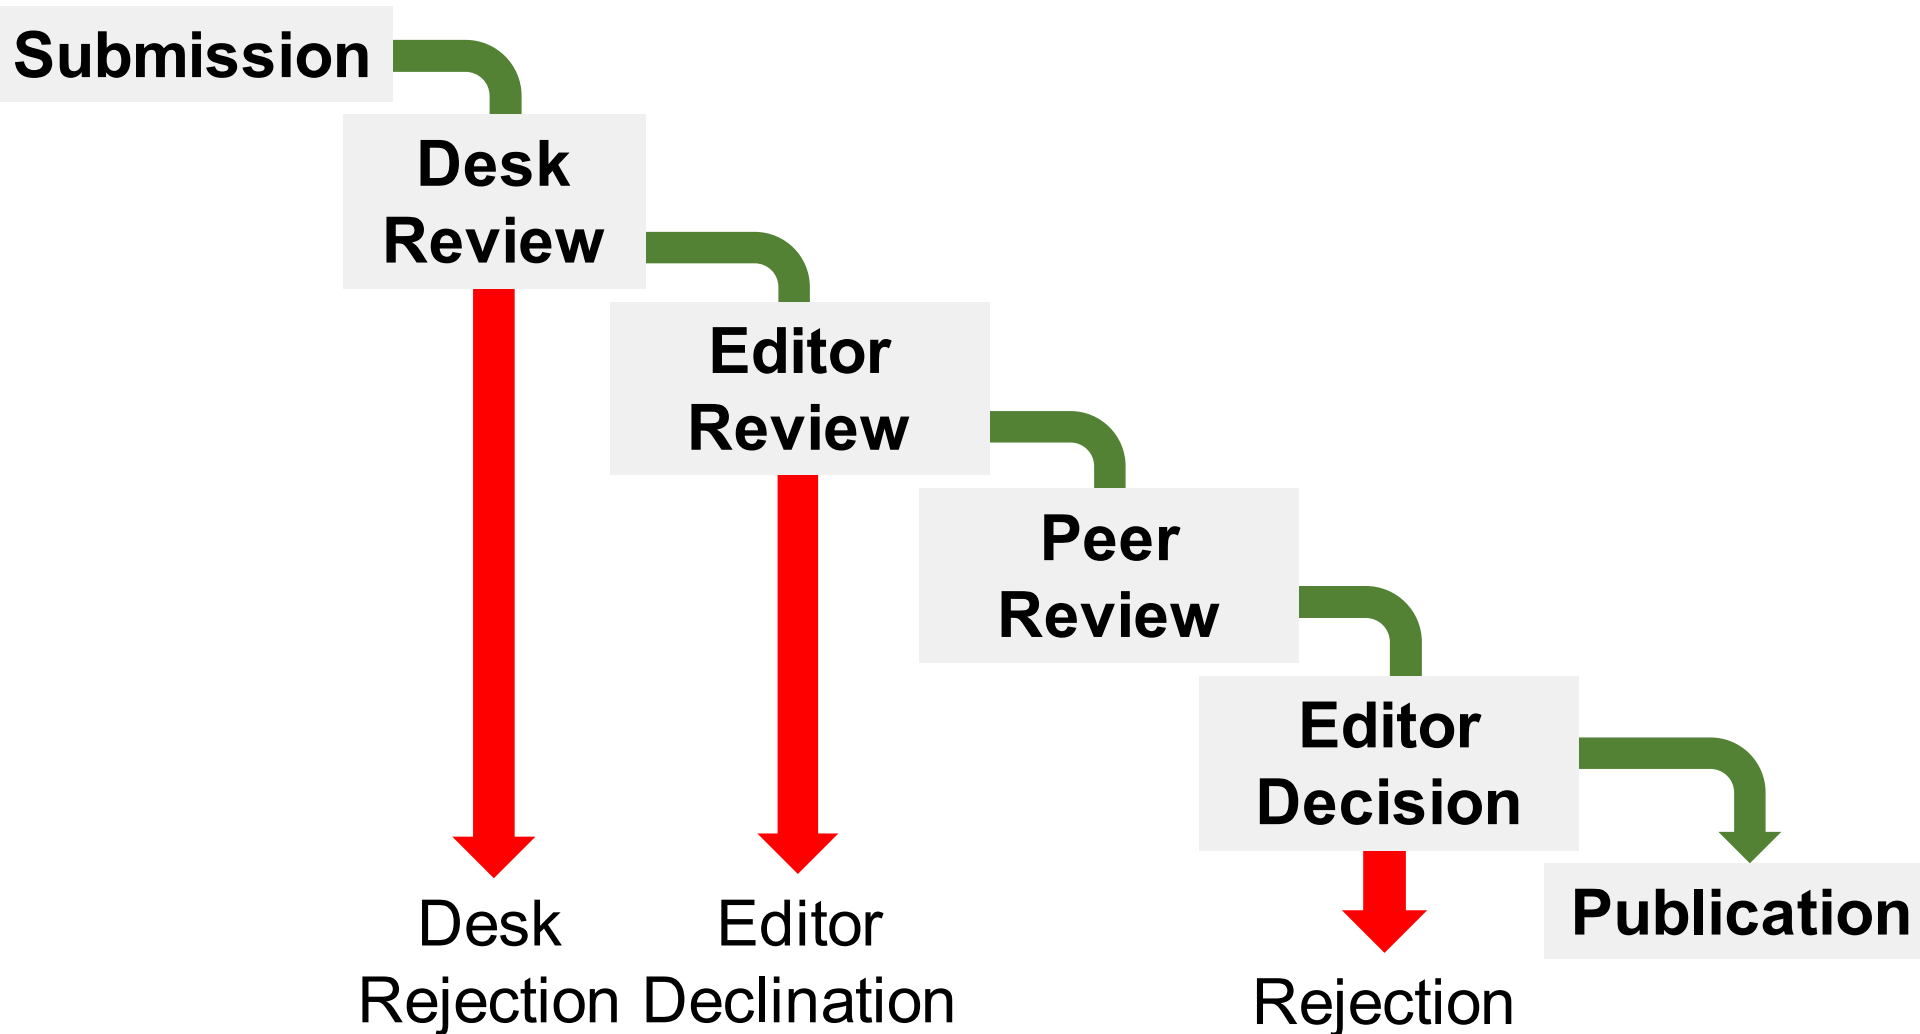 Submission
Desk
Review
Editor
Review
Peer
Review
Editor
Decision
Publication
Desk
Rejection
Editor
Declination
Rejection